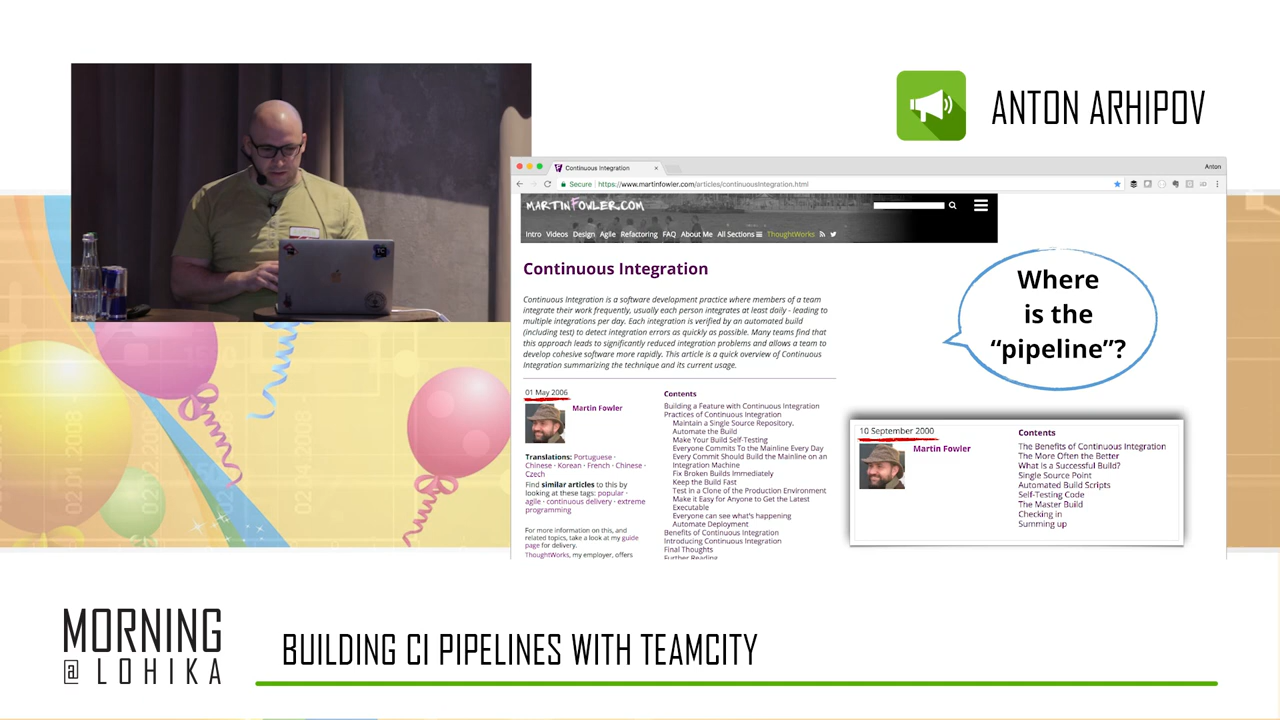 ANTON ARHIPOV
Continuous Integration
Anton
Secure https://www.martinfowler.com/articles/continuousIntegration.html
MARTINFOWLER.COM
Intro Videos Design Agile Refactoring FAQ About Me All Sections ThoughtWorks
Continuous Integration
Continuous Integration is a software development practice where members of a team
integrate their work frequently, usually each person integrates at least daily - leading to
multiple integrations per day. Each integration is verified by an automated build
(including test) to detect integration errors as quickly as possible. Many teams find that
this approach leads to significantly reduced integration problems and allows a team to
develop cohesive software more rapidly. This article is a quick overview of Continuous
Integration summarizing the technique and its current usage.
01 May 2006
Martin Fowler
Translations: Portuguese ·
Chinese · Korean · French · Chinese ·
Czech
Find similar articles to this by
looking at these tags: popular ·
agile · continuous delivery · extreme
programming
For more information on this, and
related topics, take a look at my guide
page for delivery.
ThoughtWorks, my employer, offers
Contents
Building a Feature with Continuous Integration
Practices of Continuous Integration
Maintain a Single Source Repository.
Automate the Build
Make Your Build Self-Testing
Everyone Commits To the Mainline Every Day
Every Commit Should Build the Mainline on an
Integration Machine
Fix Broken Builds Immediately
Keep the Build Fast
Test in a Clone of the Production Environment
Make it Easy for Anyone to Get the Latest
Executable
Everyone can see what's happening
Automate Deployment
Benefits of Continuous Integration
Introducing Continuous Integration
Final Thoughts
Further Reading
Where
is the
“pipeline”?
10 September 2000
Martin Fowler
Contents
The Benefits of Continuous Integration
The More Often the Better
What Is a Successful Build?
Single Source Point
Automated Build Scripts
Self-Testing Code
The Master Build
Checking in
Summing up
MORNING
@ LOHIKA
BUILDING CI PIPELINES WITH TEAMCITY